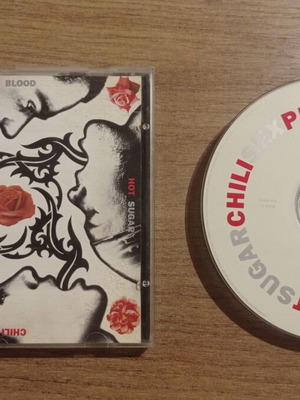 BLOOD
HOT SUGAR
CHILI
SUGAR CHILI SEX P